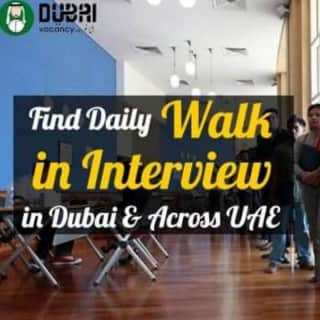 DUBAI
vacancy
Find Daily Walk
in Interview
in Dubai & Across UAE